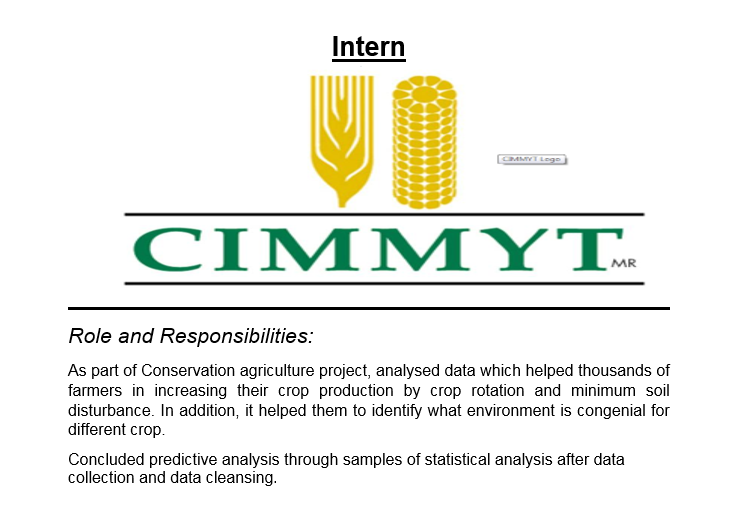 Intern
CIMMYT Logo
CIMMYT MR
Role and Responsibilities:
As part of Conservation agriculture project, analysed data which helped thousands of
farmers in increasing their crop production by crop rotation and minimum soil
disturbance. In addition, it helped them to identify what environment is congenial for
different crop.
Concluded predictive analysis through samples of statistical analysis after data
collection and data cleansing.